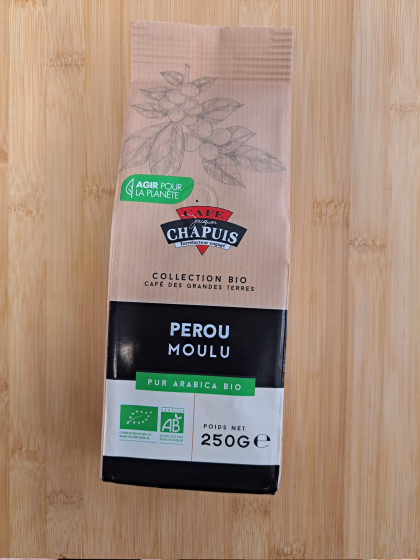 AGIR POUR
LA PLANÈTE
CAFÉ
Jacques
CHAPUIS
Torréfacteur engagé
COLLECTION BIO
CAFÉ DES GRANDES TERRES
PEROU
MOULU
PUR ARABICA BIO
AB
POIDS NET
250G e